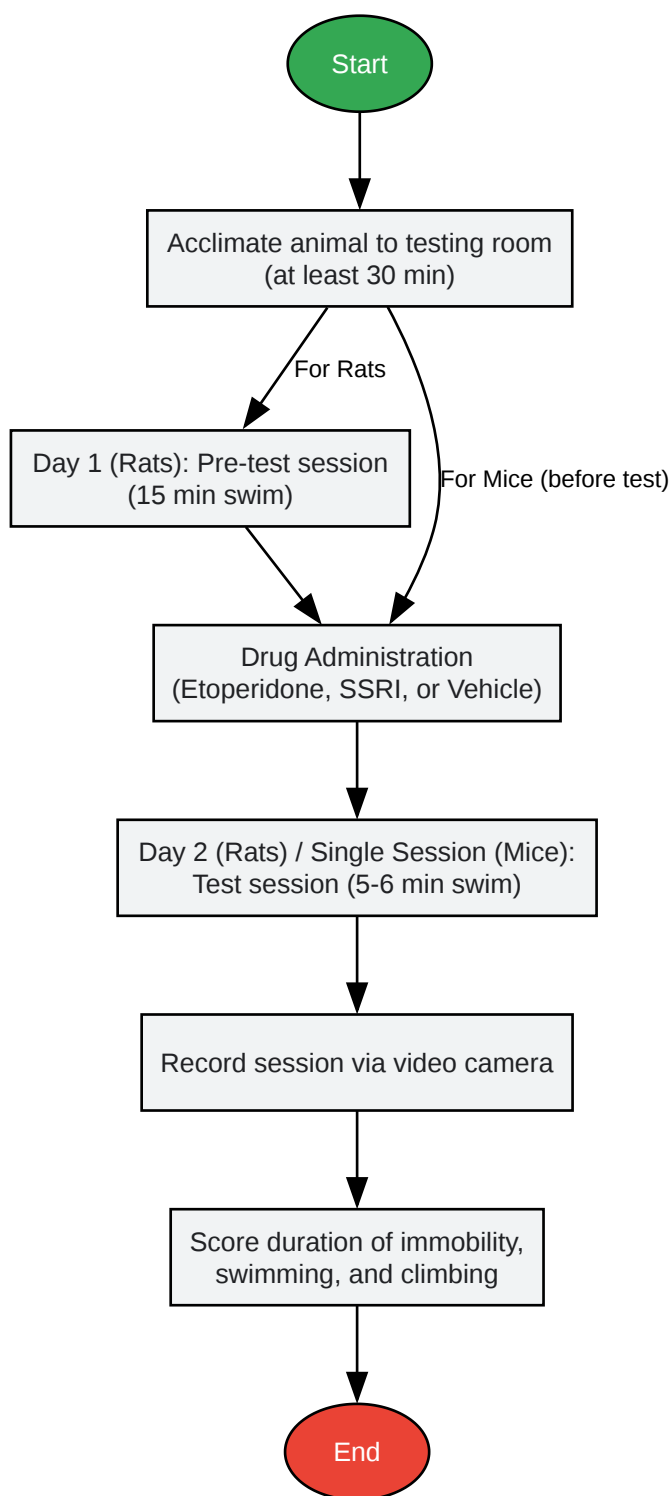 Start
Acclimate animal to testing room
(at least 30 min)
For Rats
Day 1 (Rats): Pre-test session
(15 min swim)
For Mice (before test)
Drug Administration
(Etoperidone, SSRI, or Vehicle)
Day 2 (Rats) / Single Session (Mice):
Test session (5-6 min swim)
Record session via video camera
Score duration of immobility,
swimming, and climbing
End